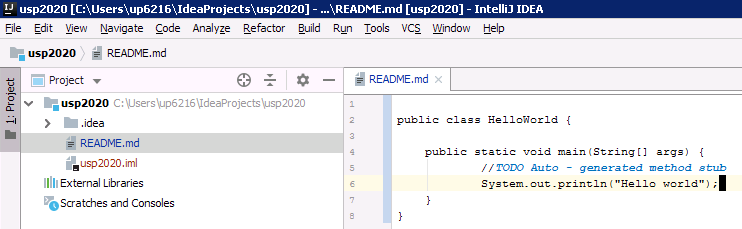 usp2020 [C:\Users\up6216\IdeaProjects\usp2020] - ...\README.md [usp2020] - IntelliJ IDEA
File Edit View Navigate Code Analyze Refactor Build Run Tools VCS Window Help
usp2020 README.md
1: Project
Project
usp2020 C:\Users\up6216\IdeaProjects\usp2020
.idea
README.md
usp2020.iml
External Libraries
Scratches and Consoles
README.md
1
2 public class HelloWorld {
3
4 public static void main(String[] args) {
5 //TODO Auto - generated method stub
6 System.out.println("Hello world");
7 }
8 }